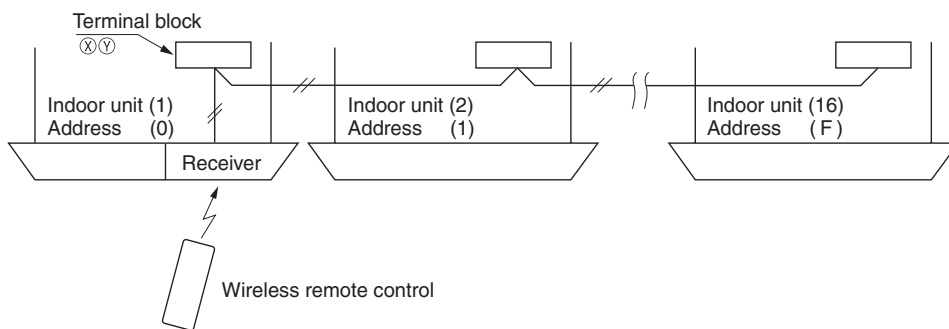 Terminal block
Ⓧ Ⓨ
Indoor unit (1)
Address (0)
Indoor unit (2)
Address (1)
Indoor unit (16)
Address (F)
Receiver
Wireless remote control